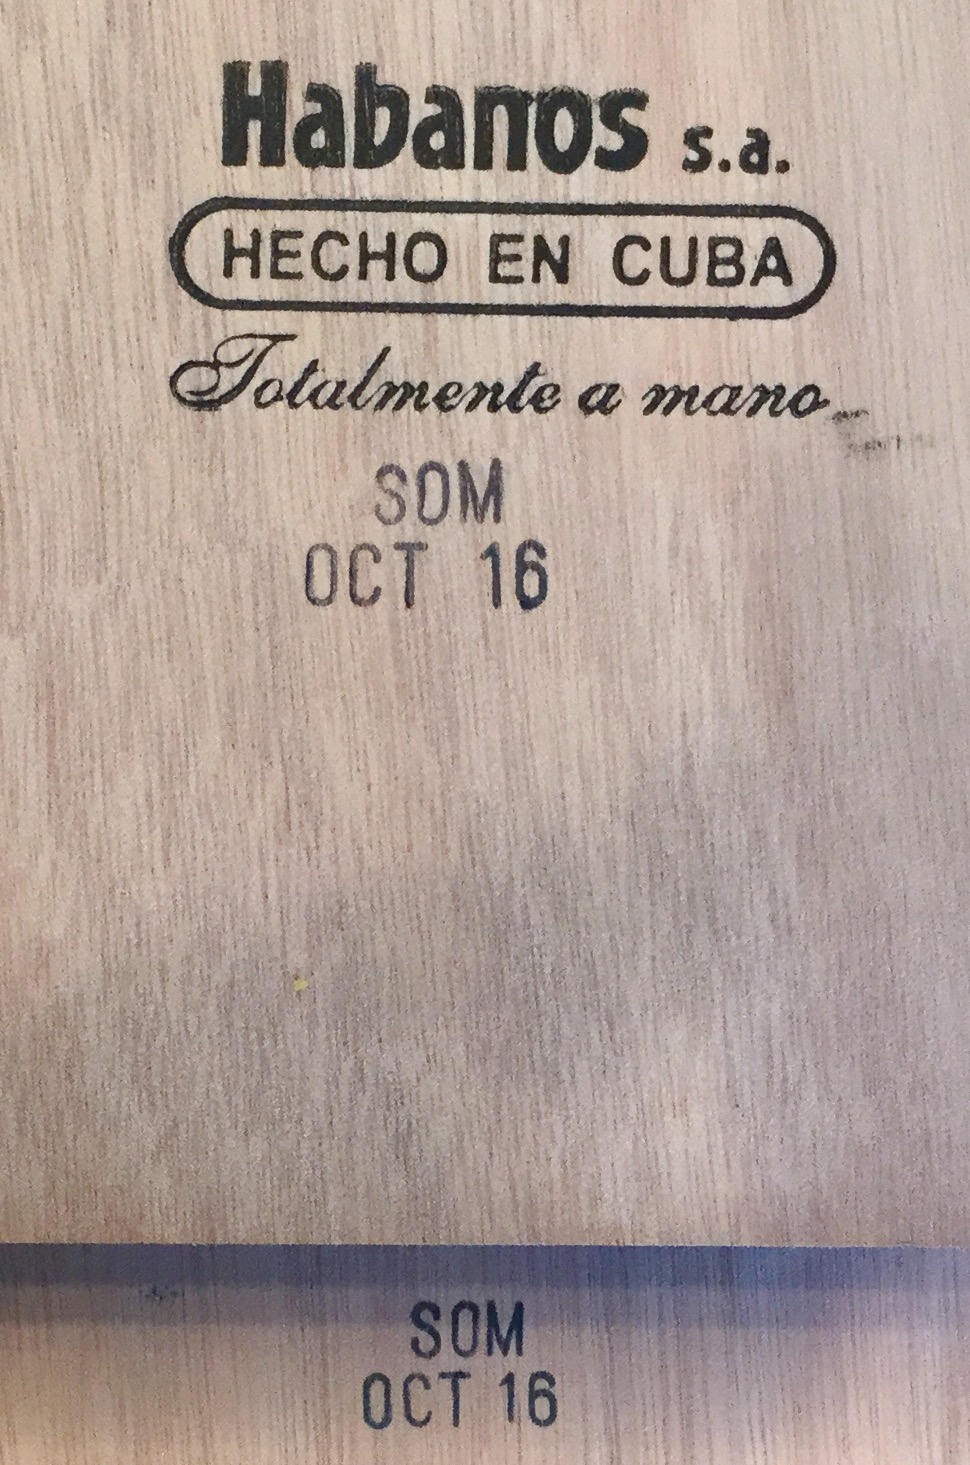 Habanos s.a.
HECHO EN CUBA
Totalmente a mano
SOM
OCT 16
SOM
OCT 16